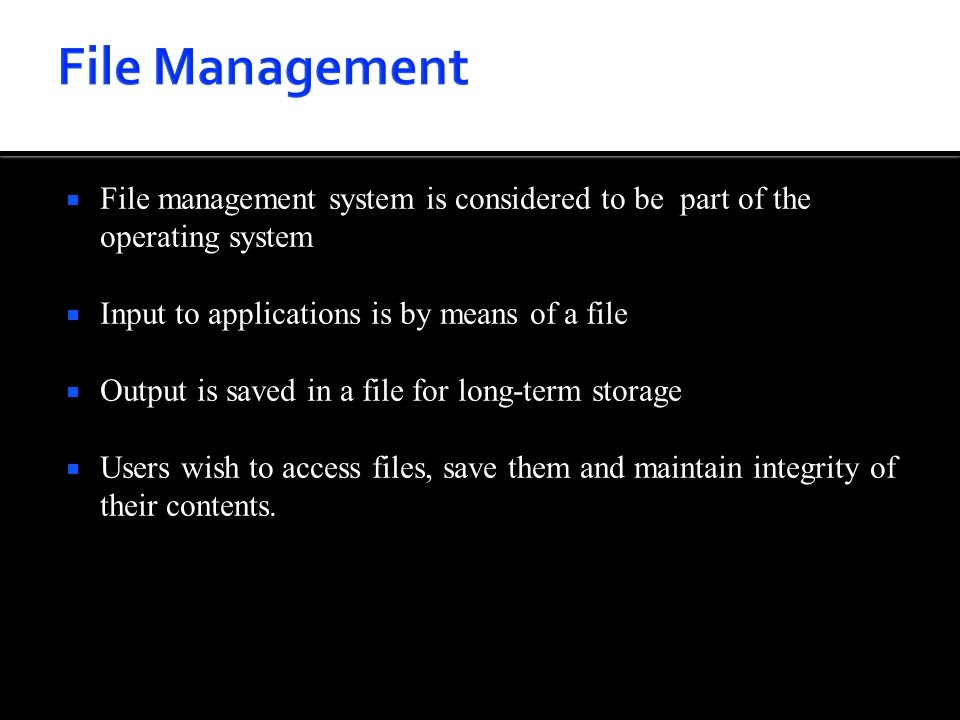 File Management
File management system is considered to be  part of the
operating system
Input to applications is by means of a file
Output is saved in a file for long-term storage
Users wish to access files, save them and maintain integrity of
their contents.